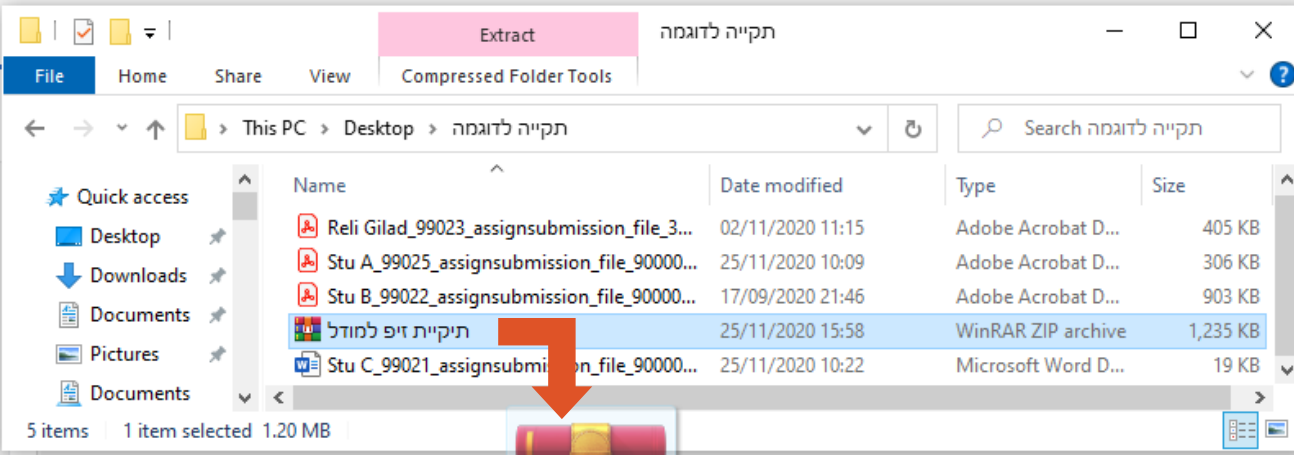 Extract
תקייה לדוגמה
File Home Share View Compressed Folder Tools
This PC > Desktop > תקייה לדוגמה
Search תקייה לדוגמה
Quick access
Desktop
Downloads
Documents
Pictures
Documents
Name Date modified Type Size
Reli Gilad_99023_assignsubmission_file_3... 02/11/2020 11:15 Adobe Acrobat D... 405 KB
Stu A_99025_assignsubmission_file_90000... 25/11/2020 10:09 Adobe Acrobat D... 306 KB
Stu B_99022_assignsubmission_file_90000... 17/09/2020 21:46 Adobe Acrobat D... 903 KB
תיקיית זיפ למודל 25/11/2020 15:58 WinRAR ZIP archive 1,235 KB
Stu C_99021_assignsubmission_file_90000... 25/11/2020 10:22 Microsoft Word D... 19 KB
5 items 1 item selected 1.20 MB